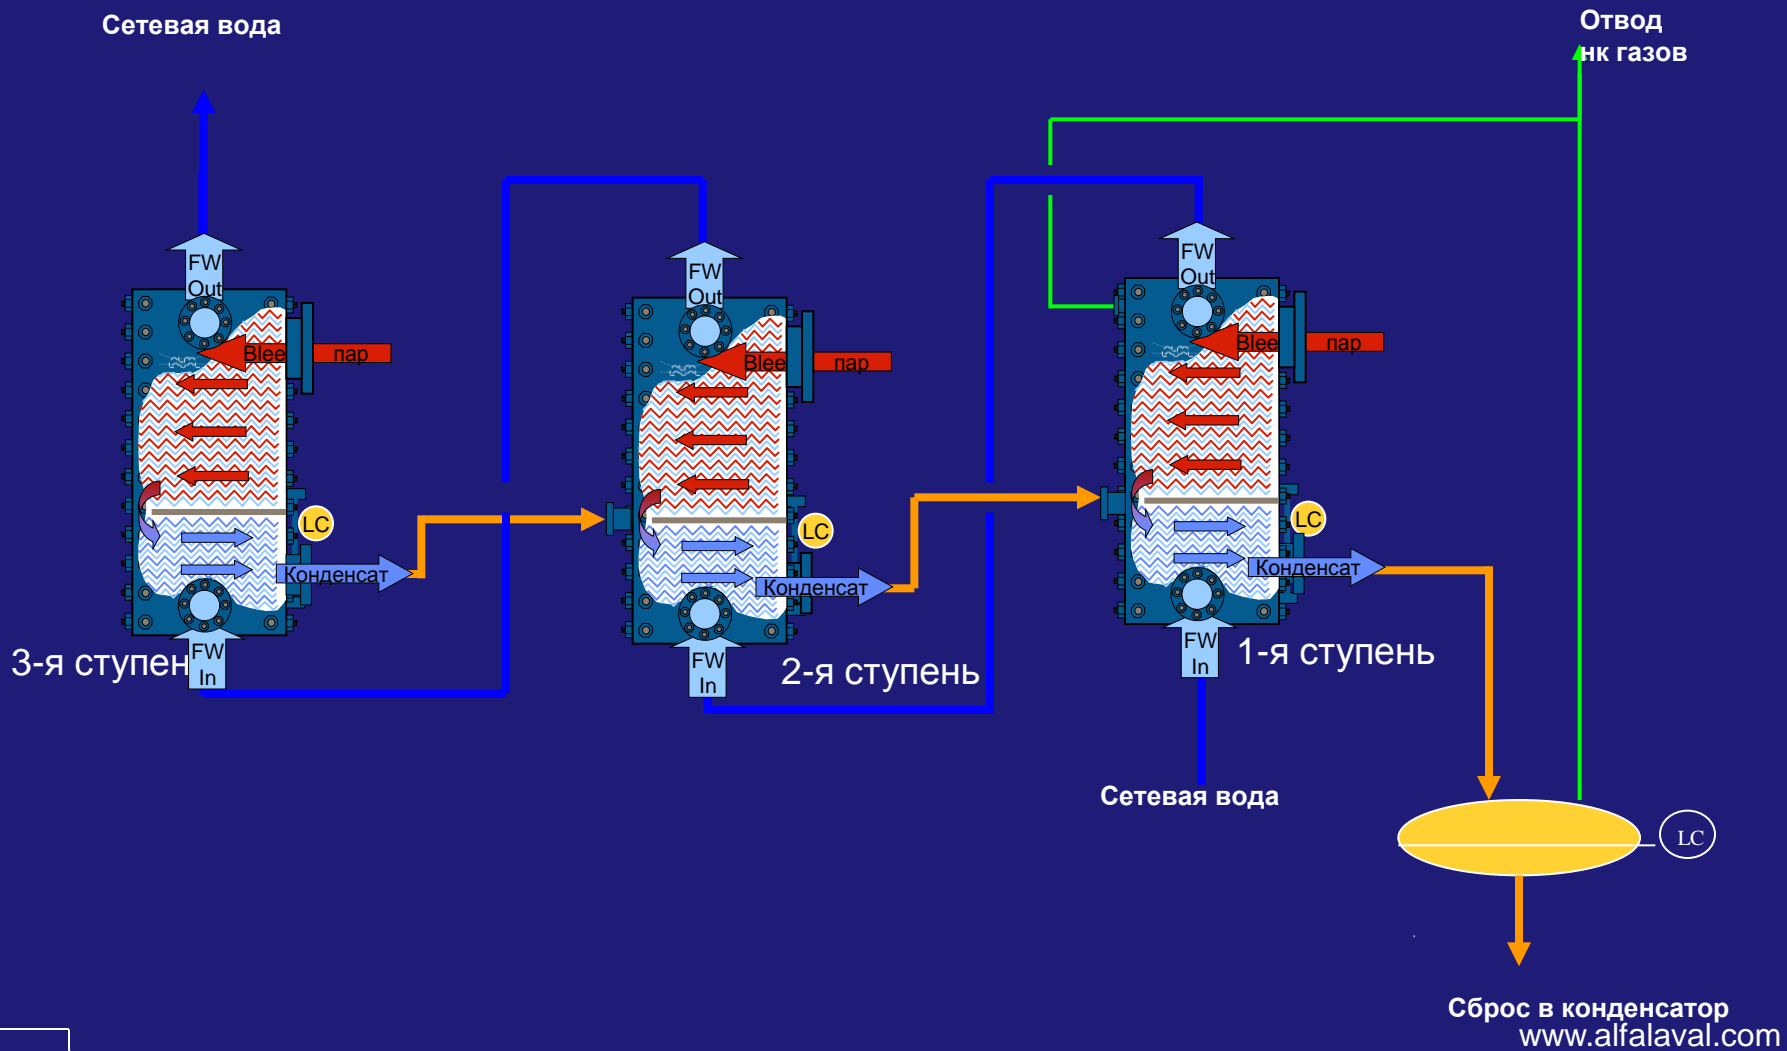 Сетевая вода
Отвод
нк газов
FW
Out
FW
Out
FW
Out
Blee
пар
Blee
пар
Blee
пар
LC
LC
LC
Конденсат
Конденсат
Конденсат
3-я ступен
FW
In
FW
In
2-я ступень
FW
In
1-я ступень
Сетевая вода
LC
Сброс в конденсатор
www.alfalaval.com